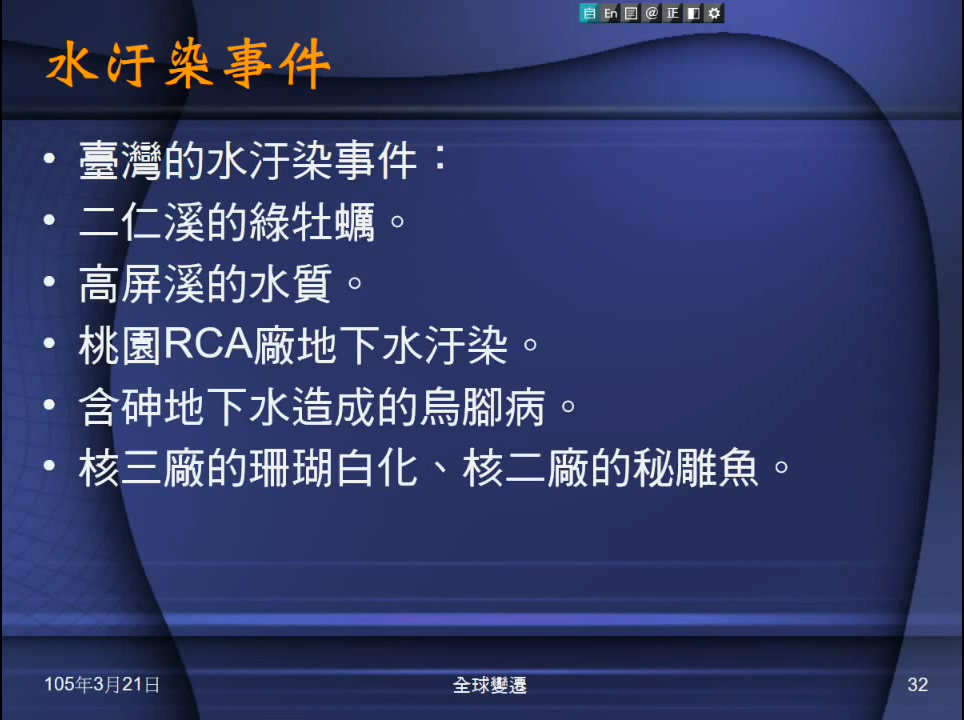 自 En @ 正
水汙染事件
• 臺灣的水汙染事件：
• 二仁溪的綠牡蠣。
• 高屏溪的水質。
• 桃園RCA廠地下水汙染。
• 含砷地下水造成的烏腳病。
• 核三廠的珊瑚白化、核二廠的秘雕魚。
105年3月21日
全球變遷
32